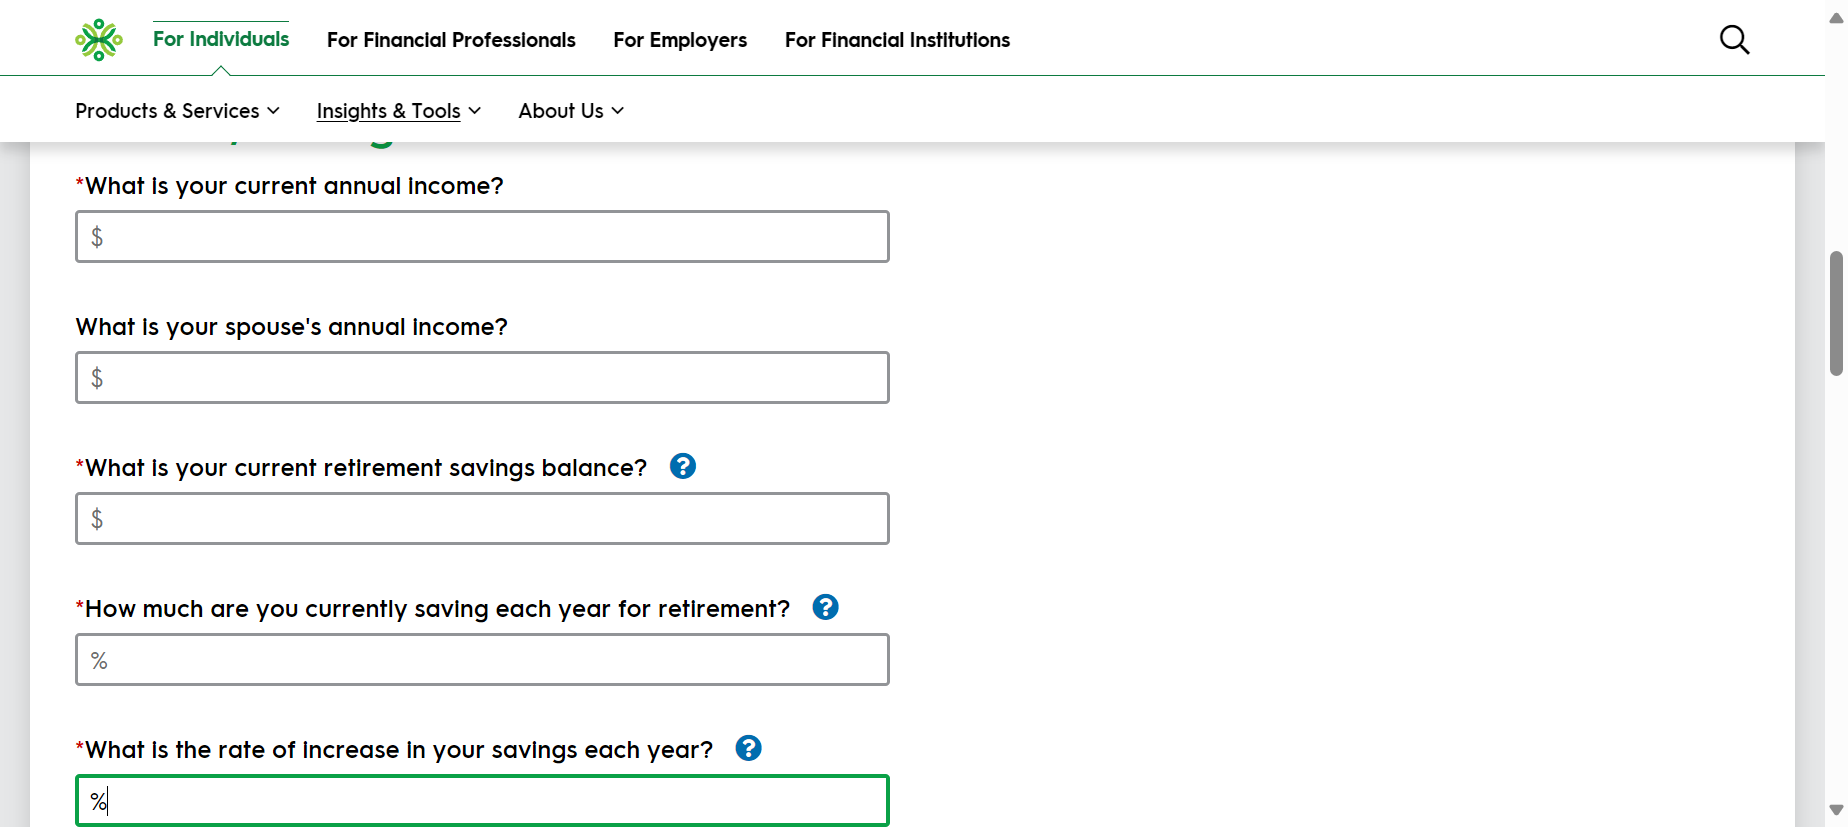 For Individuals For Financial Professionals For Employers For Financial Institutions
Products & Services Insights & Tools About Us
*What is your current annual income?
$
What is your spouse's annual income?
$
*What is your current retirement savings balance? ?
$
*How much are you currently saving each year for retirement? ?
%
*What is the rate of increase in your savings each year? ?
%